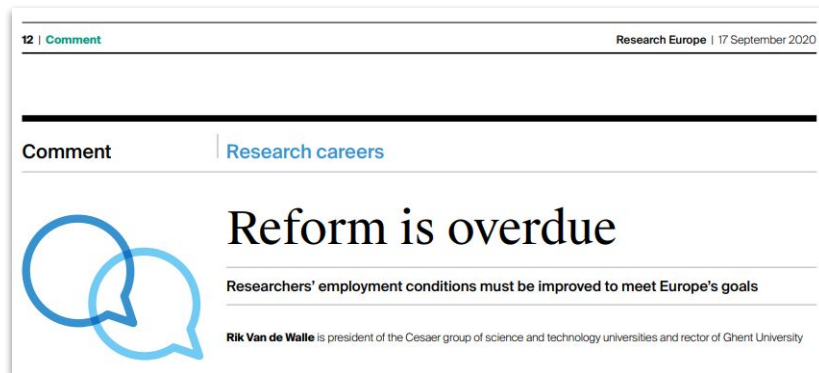 12 | Comment
Research Europe | 17 September 2020
Comment
Research careers
Reform is overdue
Researchers' employment conditions must be improved to meet Europe's goals
Rik Van de Walle is president of the Cesaer group of science and technology universities and rector of Ghent University